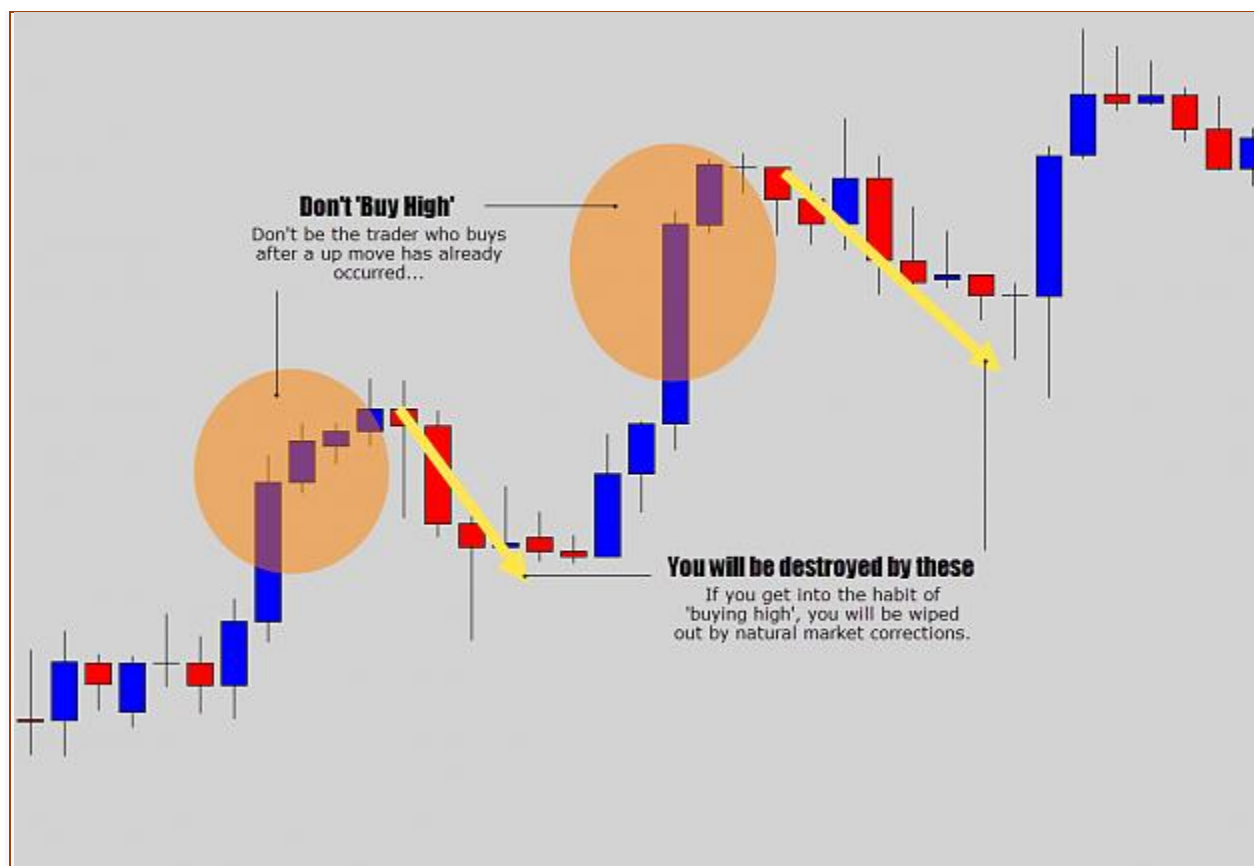 Don't 'Buy High'
Don't be the trader who buys
after a up move has already
occurred...
You will be destroyed by these
If you get into the habit of
'buying high', you will be wiped
out by natural market corrections.